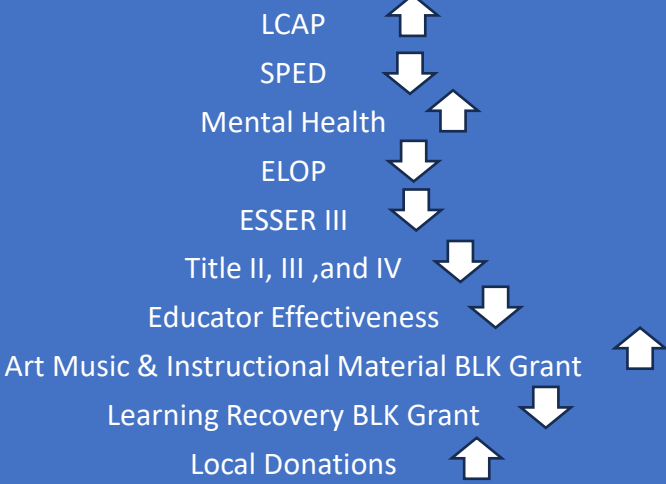 LCAP
SPED
Mental Health
ELOP
ESSER III
Title II, III ,and IV
Educator Effectiveness
Art Music & Instructional Material BLK Grant
Learning Recovery BLK Grant
Local Donations